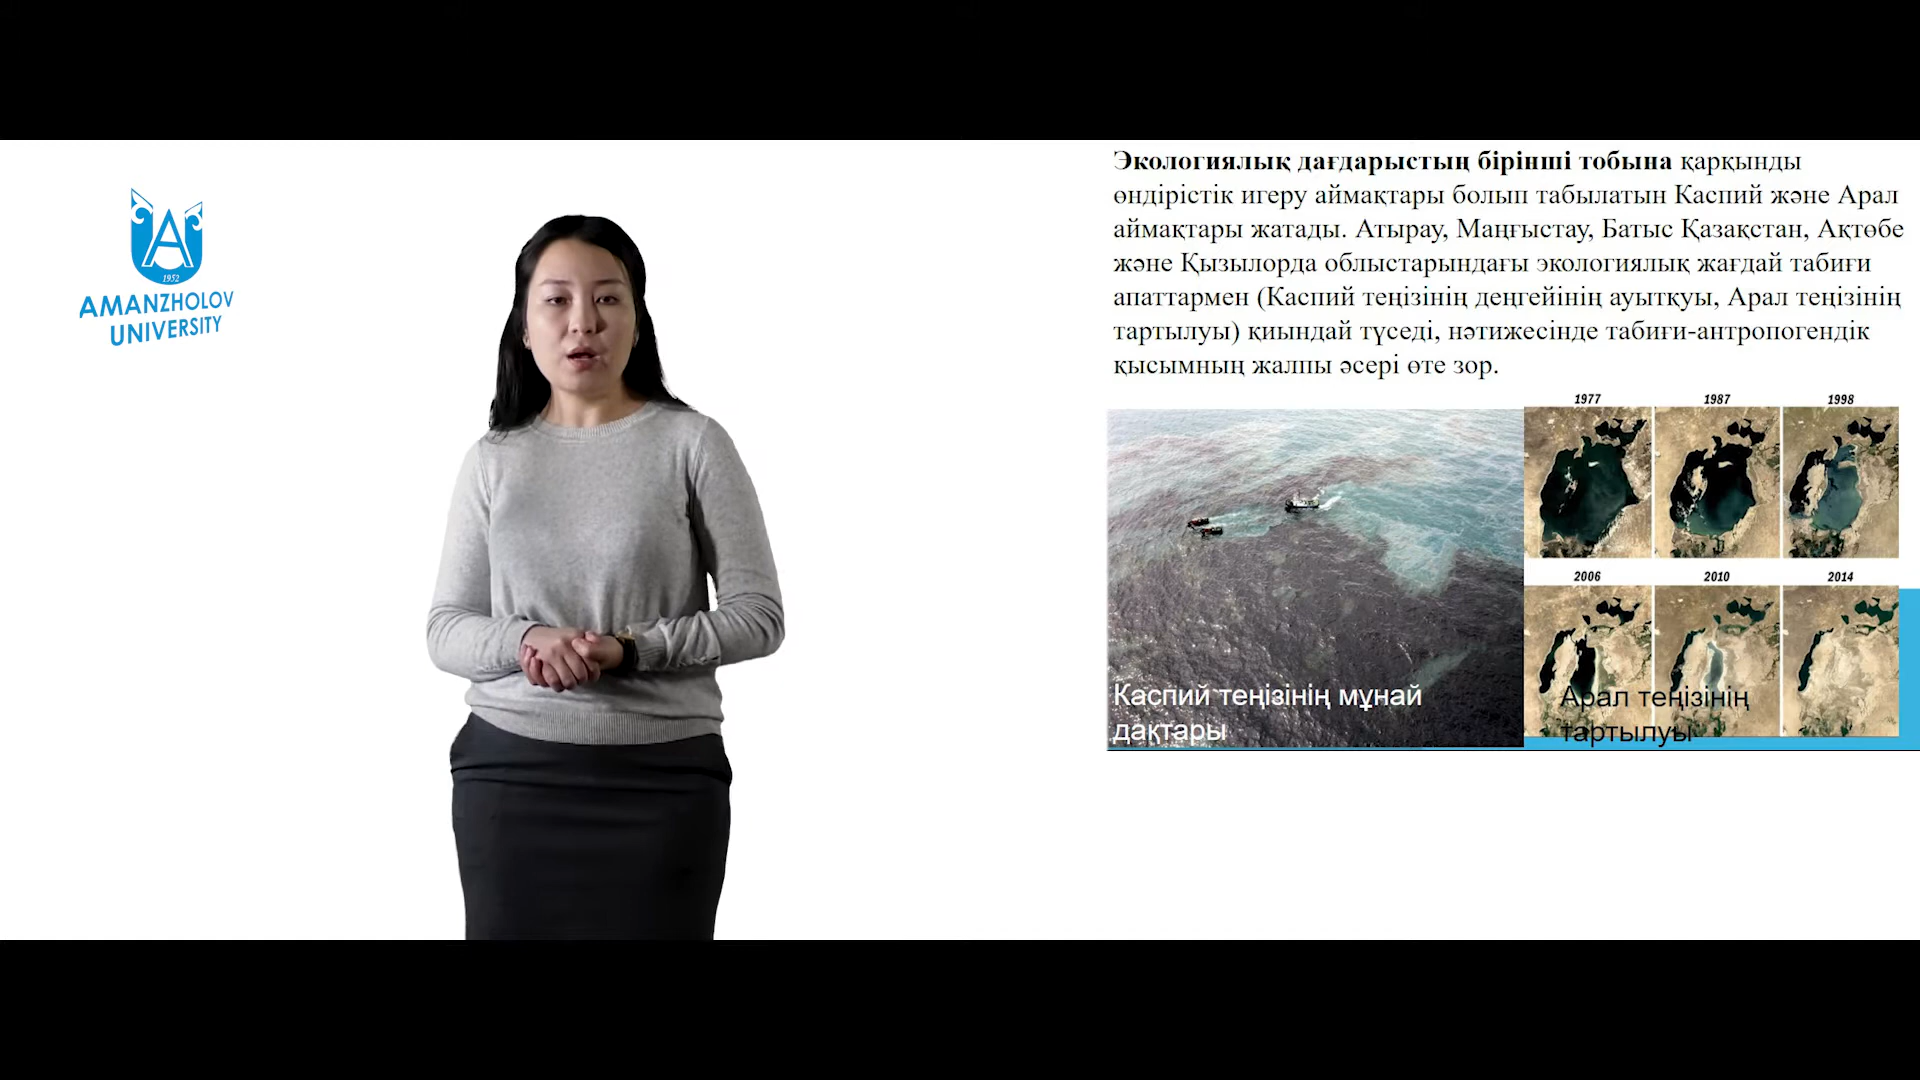 1952
AMANZHOLOV
UNIVERSITY
Экологиялық дағдарыстың бірінші тобына қарқынды
өндірістік игеру аймақтары болып табылатын Каспий және Арал
аймақтары жатады. Атырау, Маңғыстау, Батыс Қазақстан, Ақтөбе
және Қызылорда облыстарындағы экологиялық жағдай табиғи
апаттармен (Каспий теңізінің деңгейінің ауытқуы, Арал теңізінің
тартылуы) қиындай түседі, нәтижесінде табиғи-антропогендік
қысымның жалпы әсері өте зор.
1977 1987 1998
2006 2010 2014
Каспий теңізінің мұнай
дақтары
Арал теңізінің
тартылуы